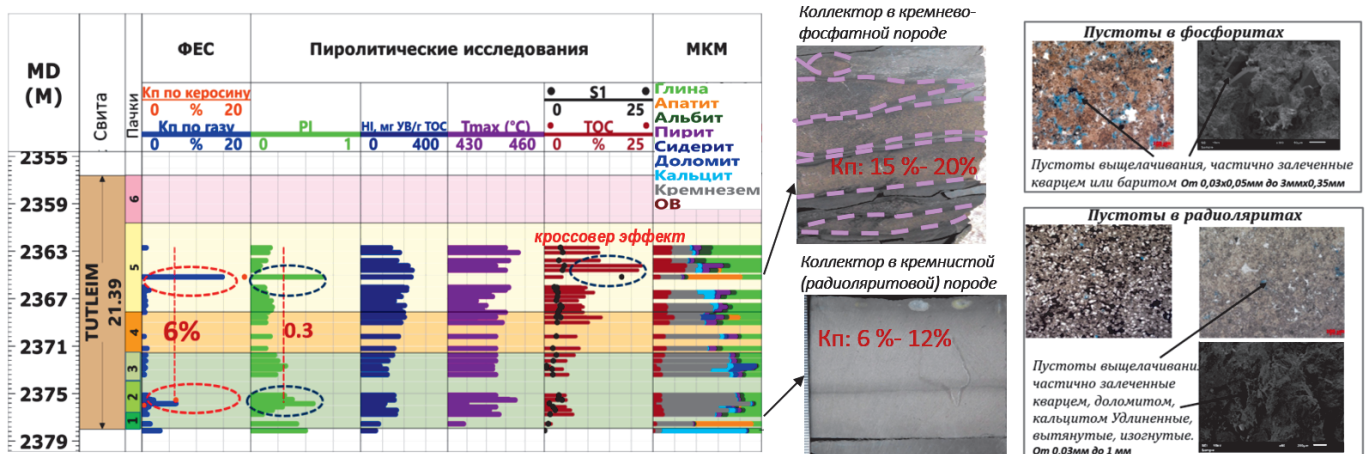 MD
(M)
Свита
Пачки
ФЕС
Кп по керосину
0 % 20
Кп по газу
0 % 20
Пиролитические исследования
PI
0 1
HI, мг УВ/г ТОС
0 400
Tmax (°C)
430 460
S1
0 25
TOC
0 % 25
МКМ
Глина
Апатит
Альбит
Пирит
Сидерит
Доломит
Кальцит
Кремнезем
ОВ
2355
2359
2363
2367
2371
2375
2379
TUTLEIM
21.39
6
5
4
3
2
1
6%
0.3
кроссовер эффект
Коллектор в кремнево-
фосфатной породе
Кп: 15 %- 20%
Коллектор в кремнистой
(радиоляритовой) породе
Кп: 6 %- 12%
Пустоты в фосфоритах
Пустоты выщелачивания, частично залеченные
кварцем или баритом От 0,03х0,05мм до 3ммх0,35мм
Пустоты в радиоляритах
Пустоты выщелачивани
частично залеченные
кварцем, доломитом,
кальцитом Удлиненные,
вытянутые, изогнутые.
От 0,03мм до 1 мм